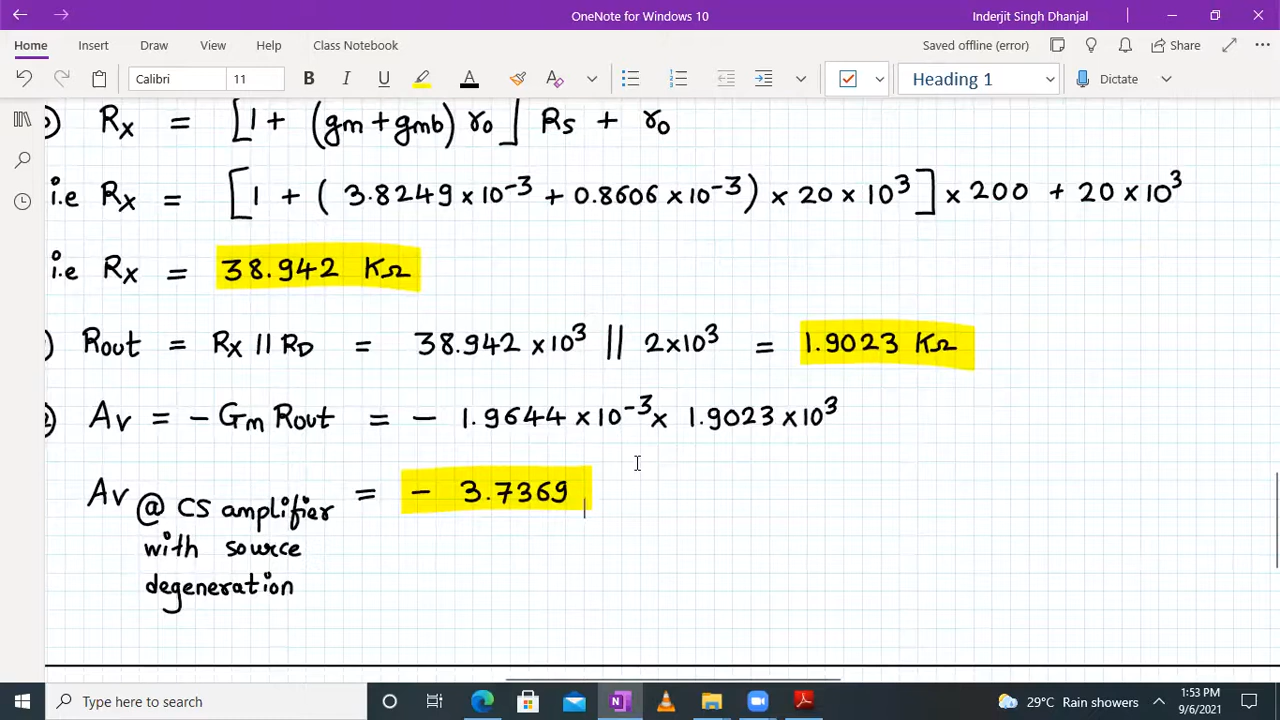 OneNote for Windows 10
Inderjit Singh Dhanjal
Home Insert Draw View Help Class Notebook
Saved offline (error)
Share
Calibri 11 B I U A
Heading 1
Dictate
) Rx = [1 + (gm + gmb) ro] Rs + ro
i.e Rx = [1 + (3.8249 x 10⁻³ + 0.8606 x 10⁻³) x 20 x 10³] x 200 + 20 x 10³
i.e Rx = 38.942 KΩ
) Rout = Rx || RD = 38.942 x10³ || 2x10³ = 1.9023 KΩ
) Av = - Gm Rout = - 1.9644 x 10⁻³ x 1.9023 x 10³
Av @ CS amplifier = - 3.7369
with source
degeneration
Type here to search
29°C Rain showers
1:53 PM
9/6/2021